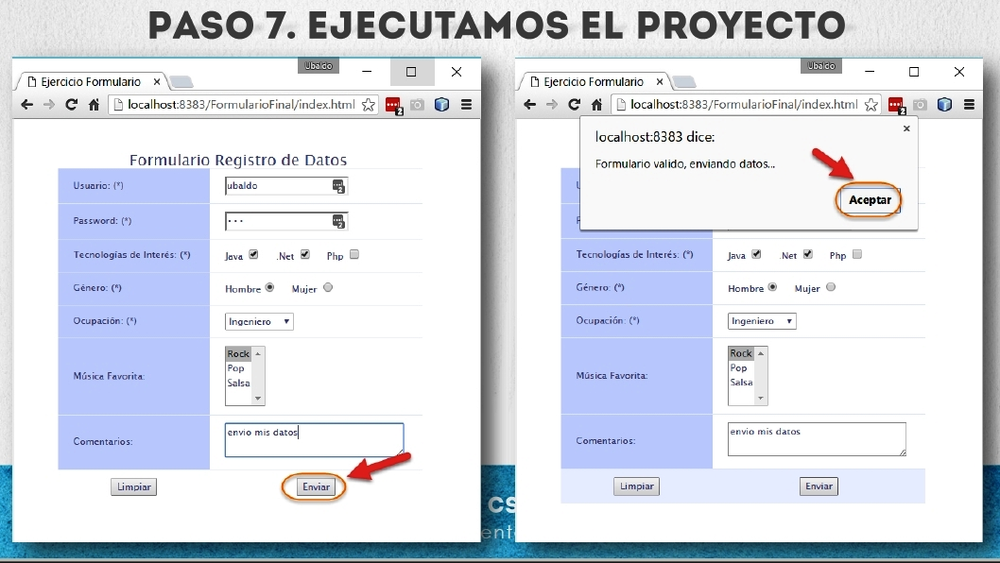 PASO 7. EJECUTAMOS EL PROYECTO
Ubaldo
Ejercicio Formulario
localhost:8383/FormularioFinal/index.html
2
Formulario Registro de Datos
Usuario: (*)
ubaldo
2
Password: (*)
2
Tecnologías de Interés: (*)
Java .Net Php
Género: (*)
Hombre Mujer
Ocupación: (*)
Ingeniero
Música Favorita:
Rock
Pop
Salsa
Comentarios:
envio mis datos
Limpiar Enviar
Ubaldo
Ejercicio Formulario
localhost:8383/FormularioFinal/index.html
2
localhost:8383 dice:
Formulario valido, enviando datos...
Aceptar
Tecnologías de Interés: (*)
Java .Net Php
Género: (*)
Hombre Mujer
Ocupación: (*)
Ingeniero
Música Favorita:
Rock
Pop
Salsa
Comentarios:
envio mis datos
Limpiar Enviar